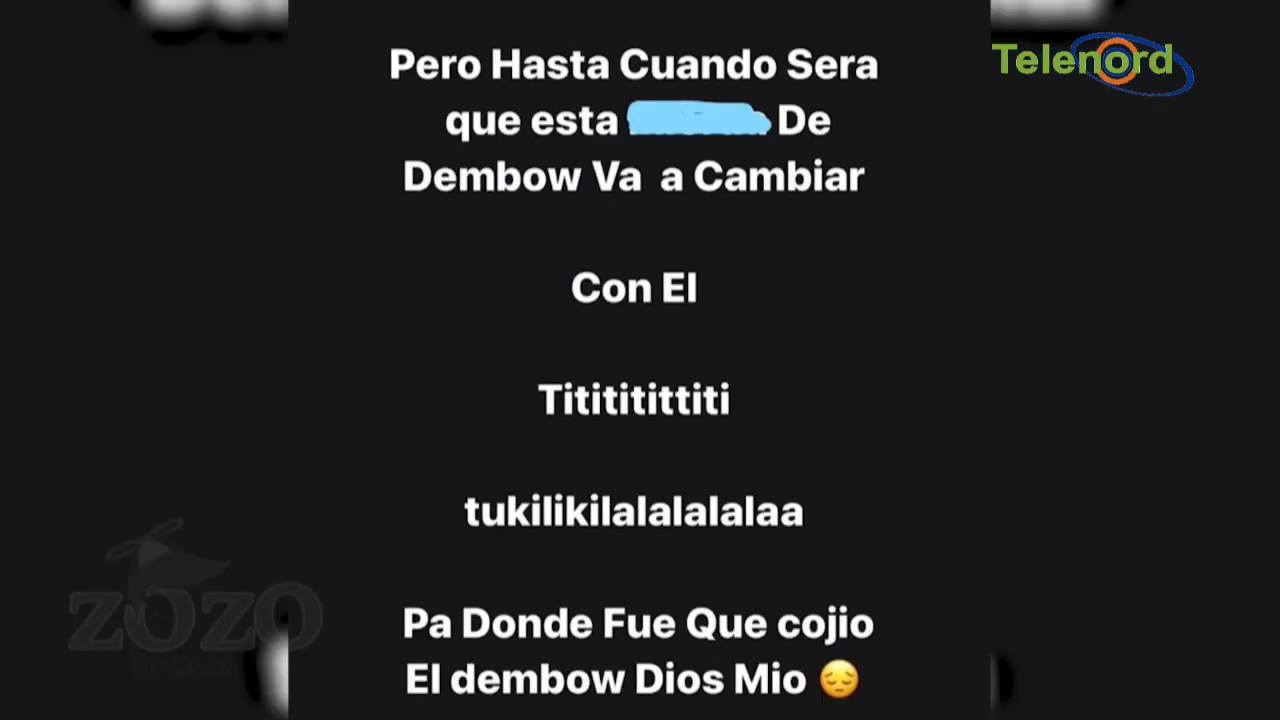 Telenord
Pero Hasta Cuando Sera
que esta De
Dembow Va a Cambiar
Con El
Titititittiti
tukilikilalalalalaa
Pa Donde Fue Que cojio
El dembow Dios Mio 😔
zozo